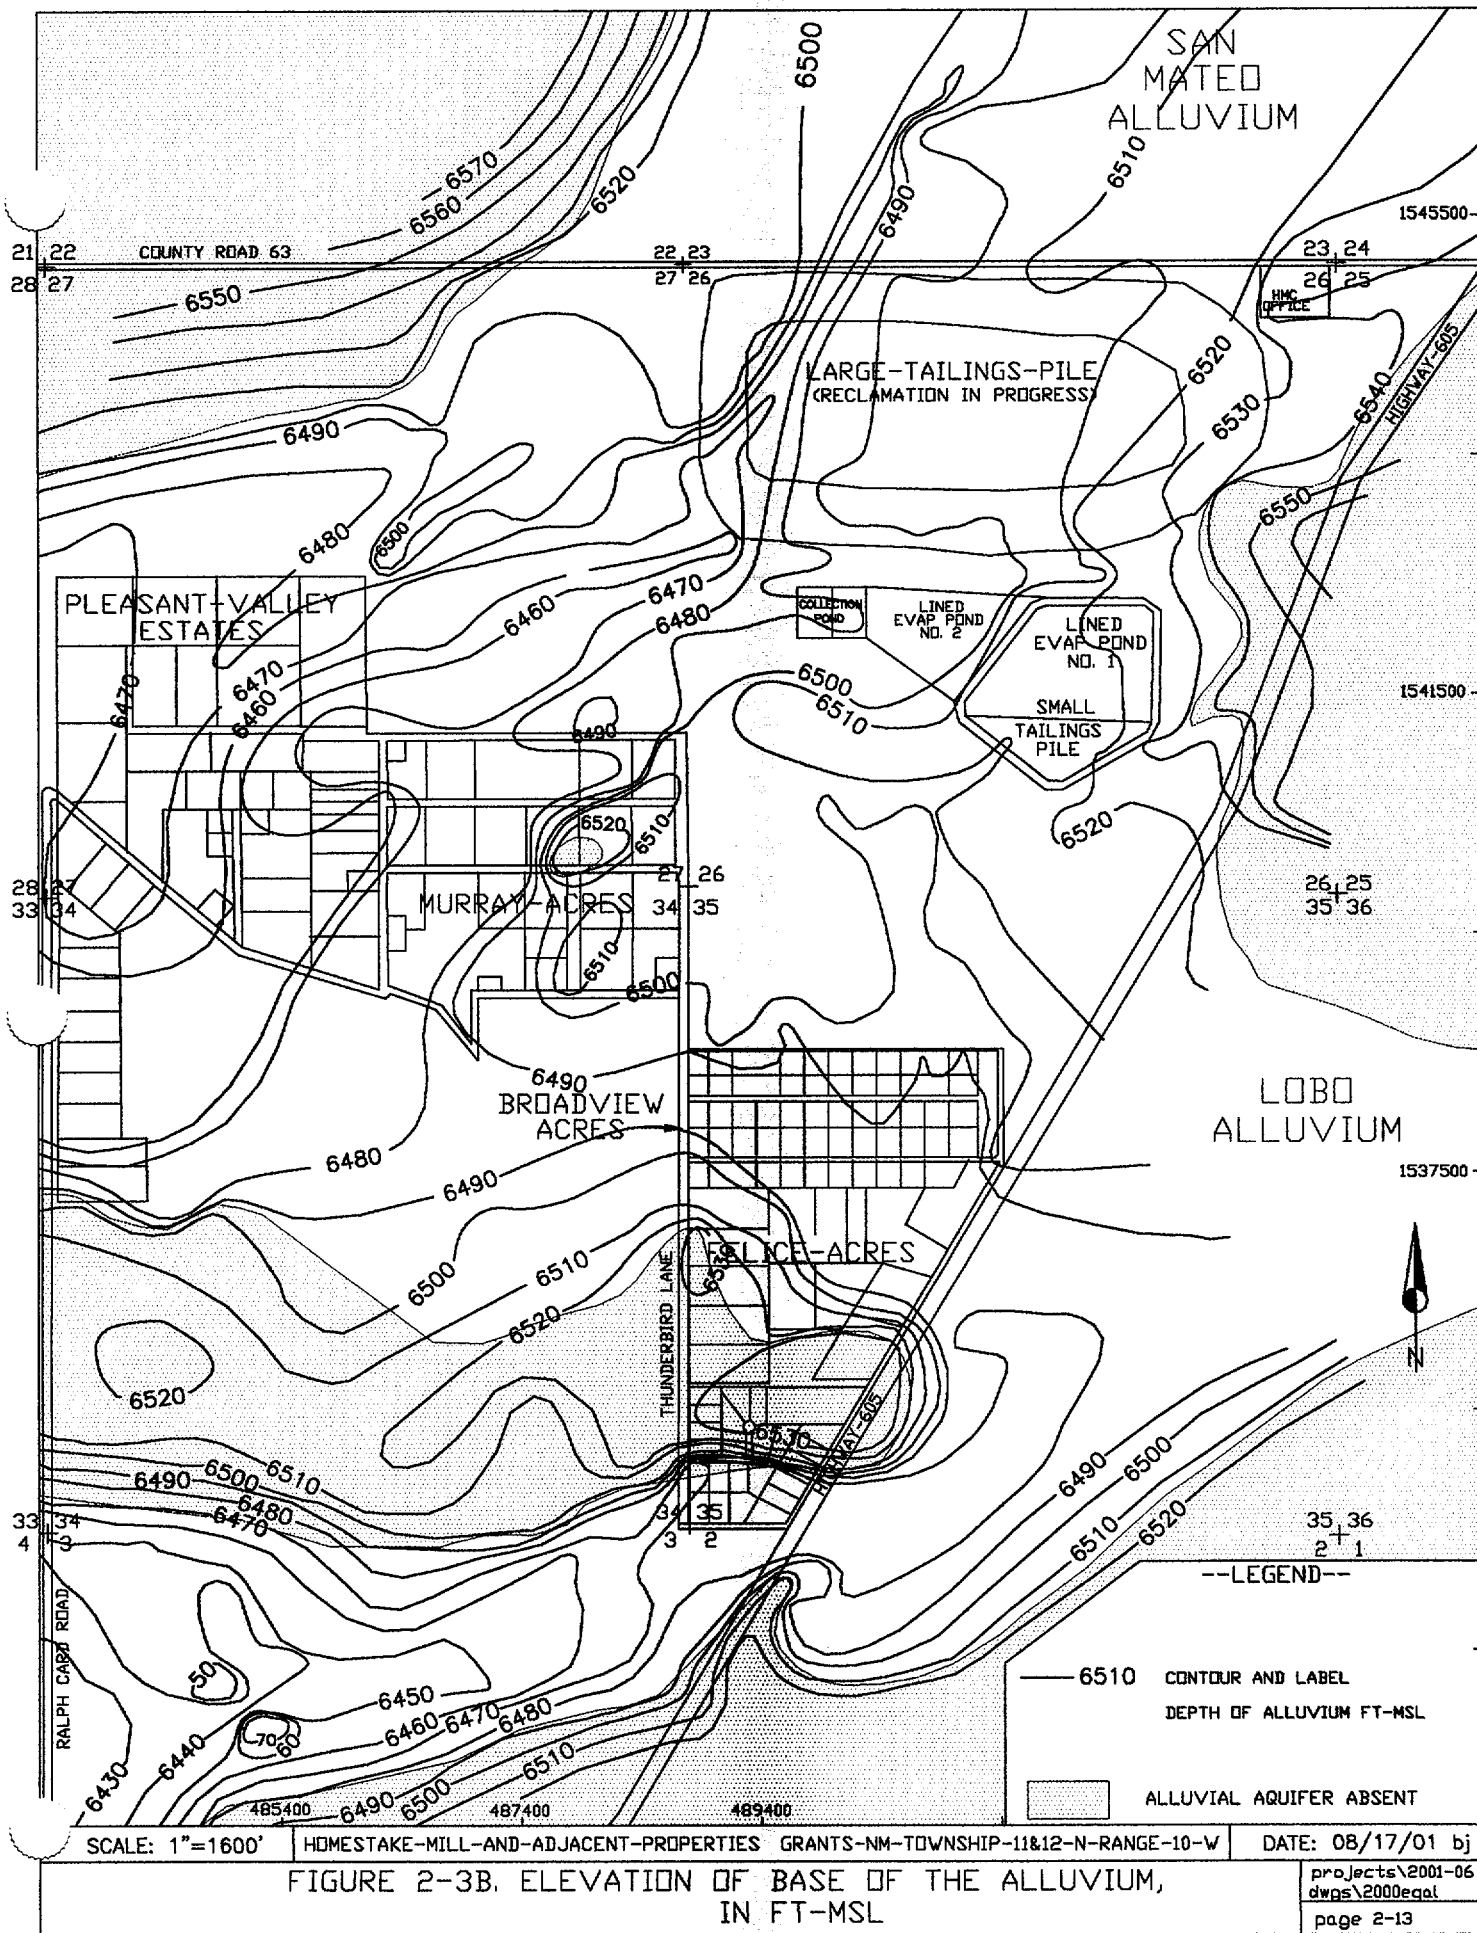 6500
SAN
MATEO
ALLUVIUM
6510
6570
6560
6520
6490
1545500
21 22
28 27
COUNTY ROAD 63
22 23
27 26
23 24
26 25
HMC
OFFICE
6550
HIGHWAY-605
6520
6540
LARGE-TAILINGS-PILE
(RECLAMATION IN PROGRESS)
6530
6490
6550
6480
6500
PLEASANT-VALLEY
ESTATES
6460
6470
6480
COLLECTION
POND
LINED
EVAP POND
NO. 2
LINED
EVAP POND
NO. 1
6470
6470
6460
6500
6510
1541500
SMALL
TAILINGS
PILE
6490
6520
6510
6520
28 27
33 34
27 26
34 35
26 25
35 36
MURRAY-ACRES
6510
6500
6490
BROADVIEW
ACRES
LOBO
ALLUVIUM
6480
6490
1537500
FELICE-ACRES
6530
6500
6510
THUNDERBIRD LANE
6520
N
6520
HIGHWAY-605
6530
6490
6500
6510
6490
6500
6510
6520
6480
6470
33 34
4 3
34 35
3 2
35 36
2 1
--LEGEND--
RALPH CARD ROAD
50
6510 CONTOUR AND LABEL
DEPTH OF ALLUVIUM FT-MSL
6450
6460
6470
6480
70
60
6440
6430
6510
6490
6500
485400
487400
489400
ALLUVIAL AQUIFER ABSENT
SCALE: 1"=1600' HOMESTAKE-MILL-AND-ADJACENT-PROPERTIES GRANTS-NM-TOWNSHIP-11&12-N-RANGE-10-W DATE: 08/17/01 bj
FIGURE 2-3B. ELEVATION OF BASE OF THE ALLUVIUM,
IN FT-MSL
projects\2001-06
dwgs\2000eqal
page 2-13